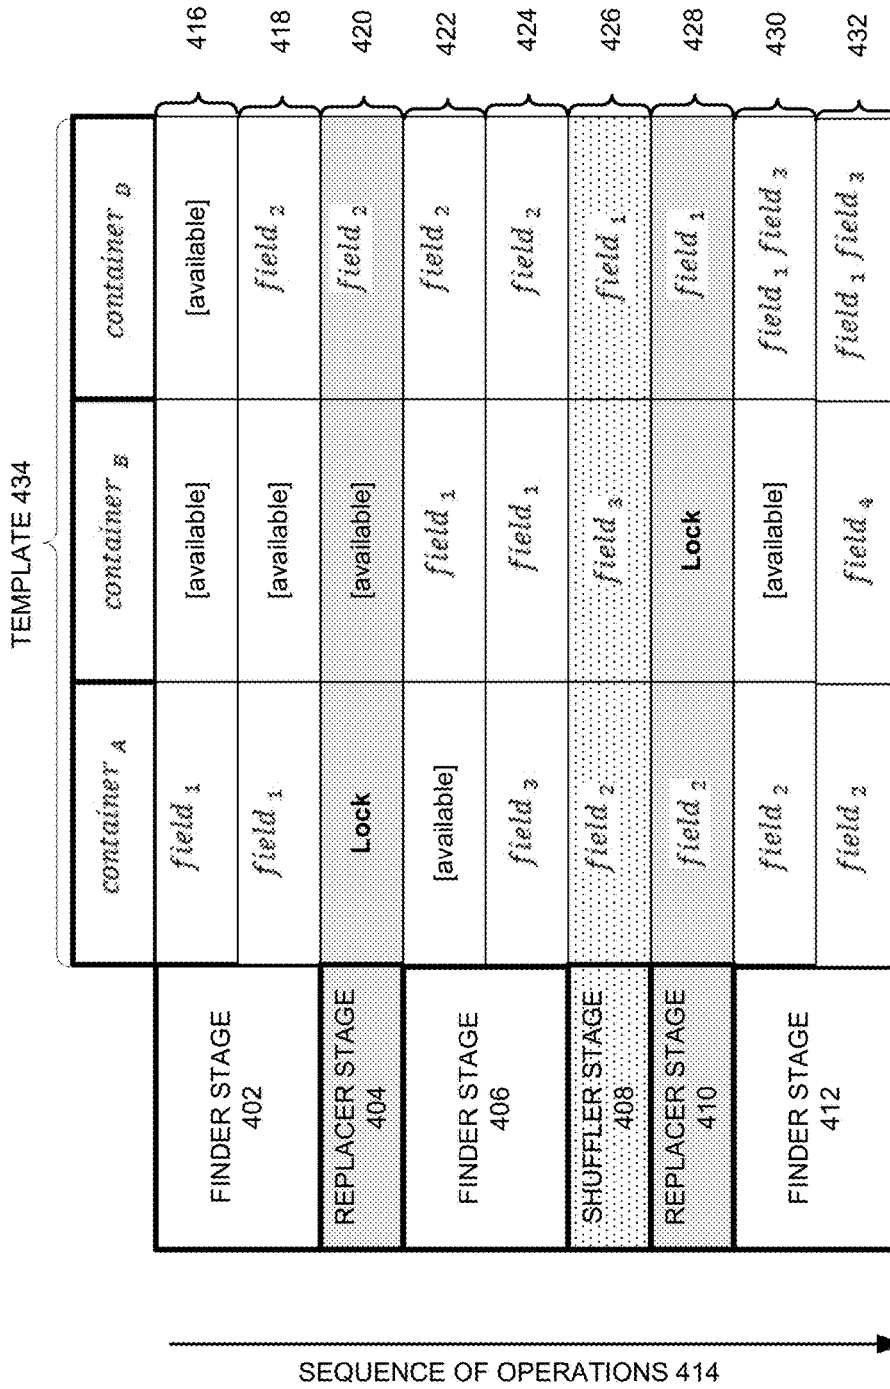 TEMPLATE 434
container A container B container D
FINDER STAGE 402
field 1 [available] [available] 416
field 1 [available] field 2 418
REPLACER STAGE 404
Lock [available] field 2 420
FINDER STAGE 406
[available] field 1 field 2 422
field 3 field 1 field 2 424
SHUFFLER STAGE 408
field 2 field 3 field 1 426
REPLACER STAGE 410
field 2 Lock field 1 428
FINDER STAGE 412
field 2 [available] field 1 field 3 430
field 2 field 4 field 1 field 3 432
SEQUENCE OF OPERATIONS 414